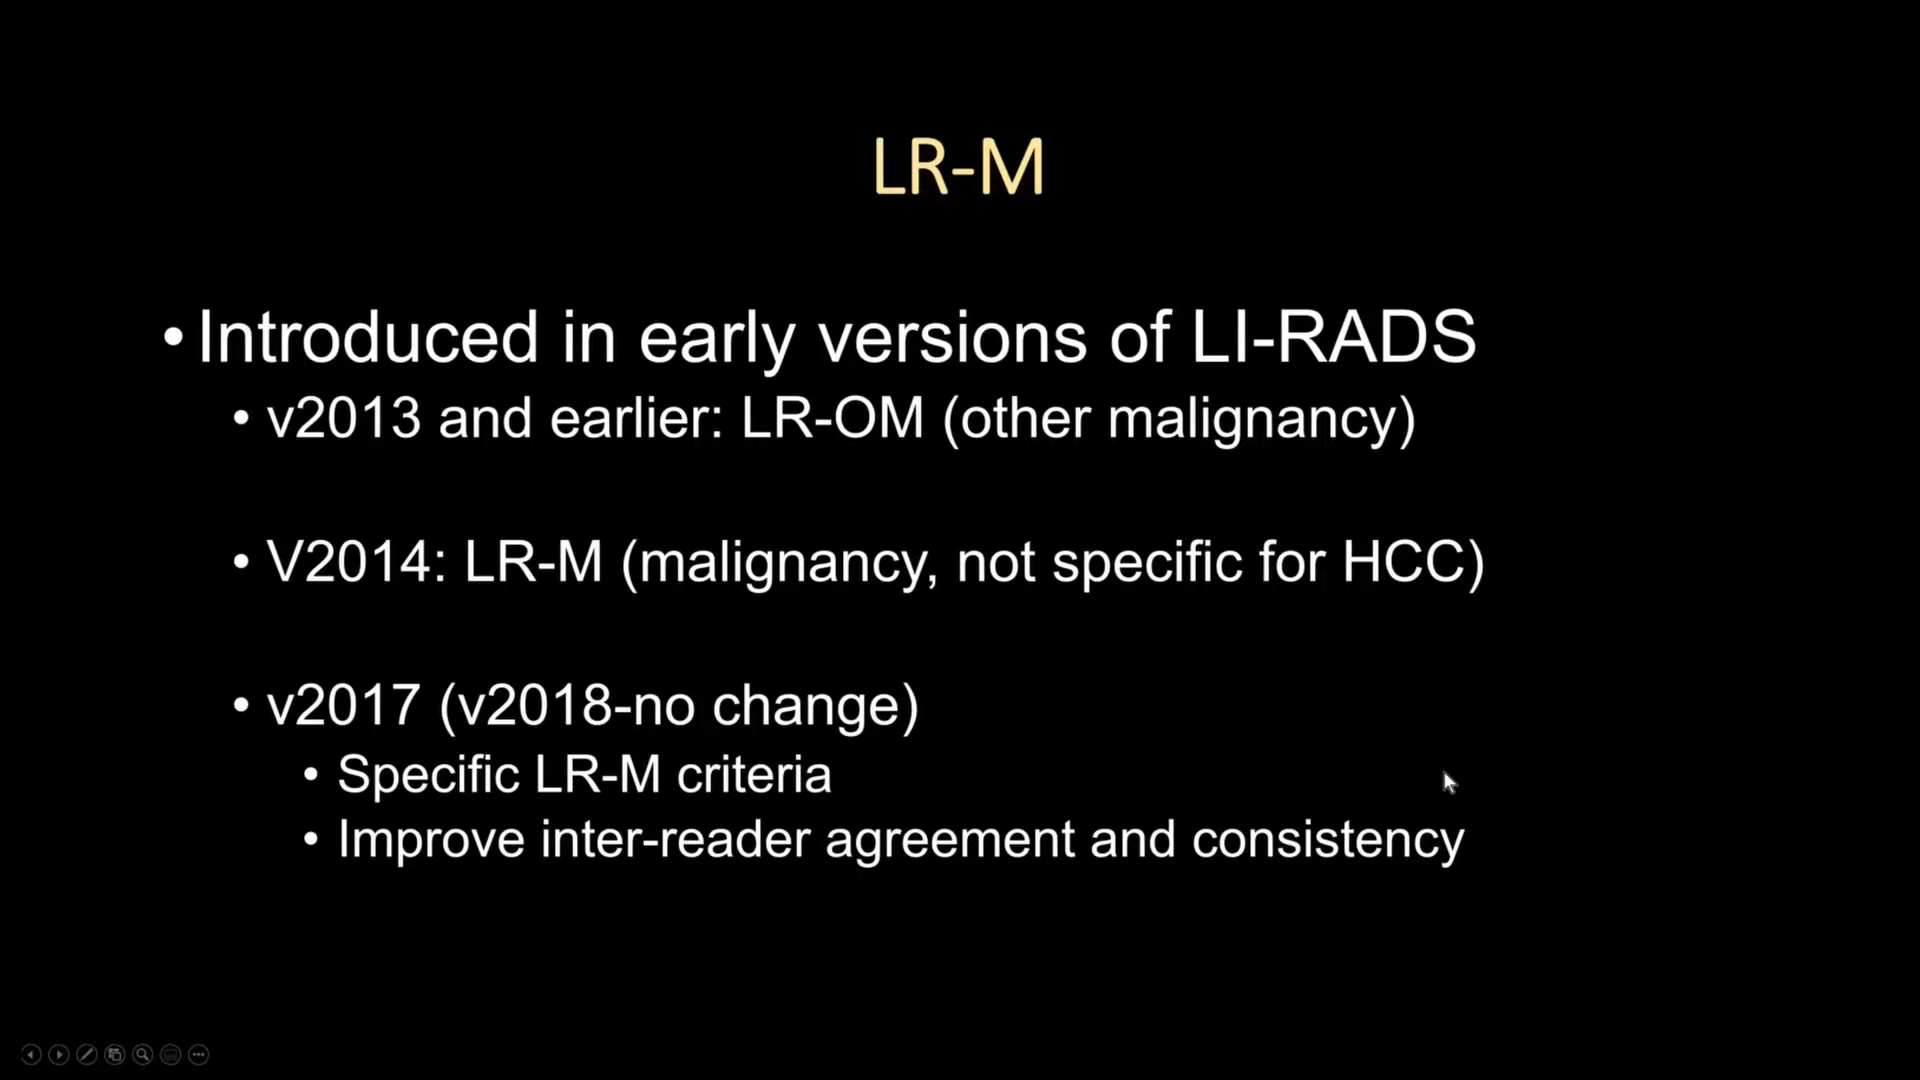 LR-M
• Introduced in early versions of LI-RADS
• v2013 and earlier: LR-OM (other malignancy)
• V2014: LR-M (malignancy, not specific for HCC)
• v2017 (v2018-no change)
• Specific LR-M criteria
• Improve inter-reader agreement and consistency